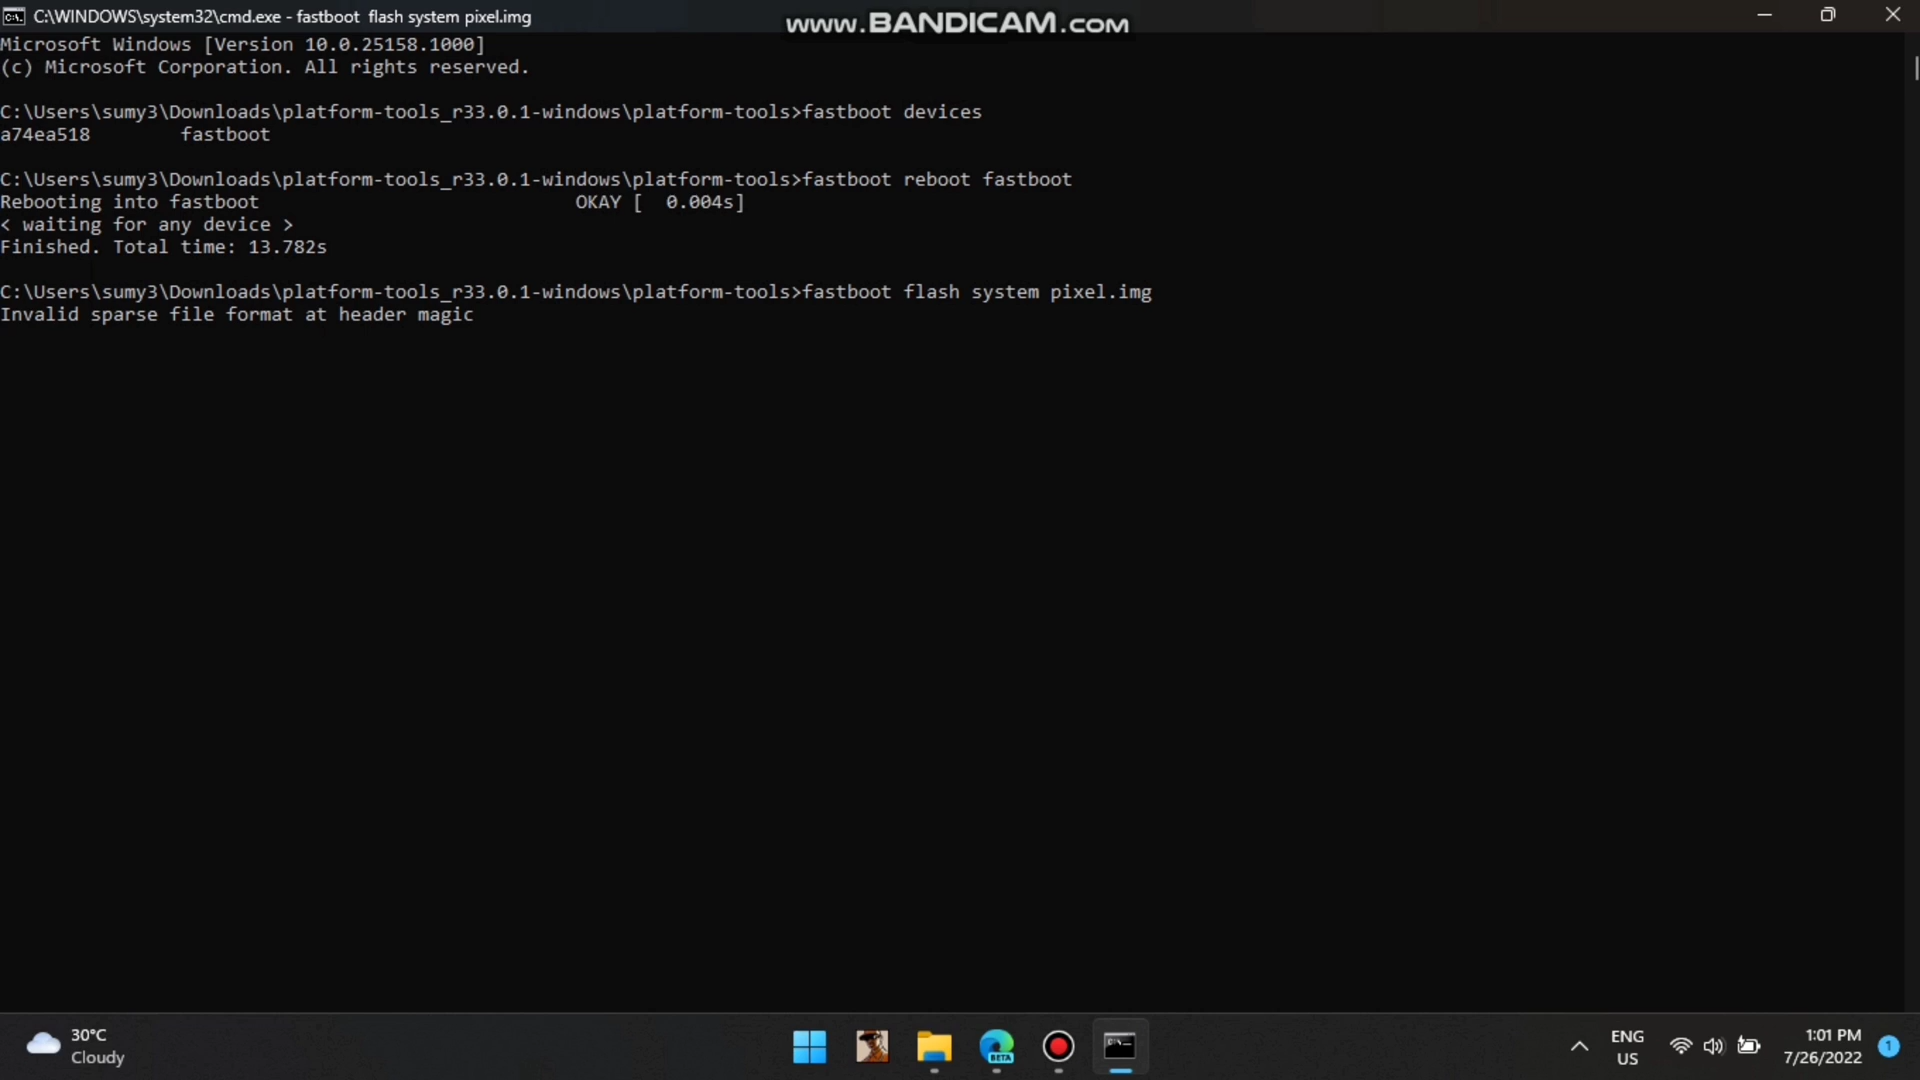 C:\WINDOWS\system32\cmd.exe - fastboot  flash system pixel.img
www.BANDICAM.com
Microsoft Windows [Version 10.0.25158.1000]
(c) Microsoft Corporation. All rights reserved.
C:\Users\sumy3\Downloads\platform-tools_r33.0.1-windows\platform-tools>fastboot devices
a74ea518        fastboot
C:\Users\sumy3\Downloads\platform-tools_r33.0.1-windows\platform-tools>fastboot reboot fastboot
Rebooting into fastboot                            OKAY [  0.004s]
< waiting for any device >
Finished. Total time: 13.782s
C:\Users\sumy3\Downloads\platform-tools_r33.0.1-windows\platform-tools>fastboot flash system pixel.img
Invalid sparse file format at header magic
30°C
Cloudy
BETA
ENG
US
1:01 PM
7/26/2022
1